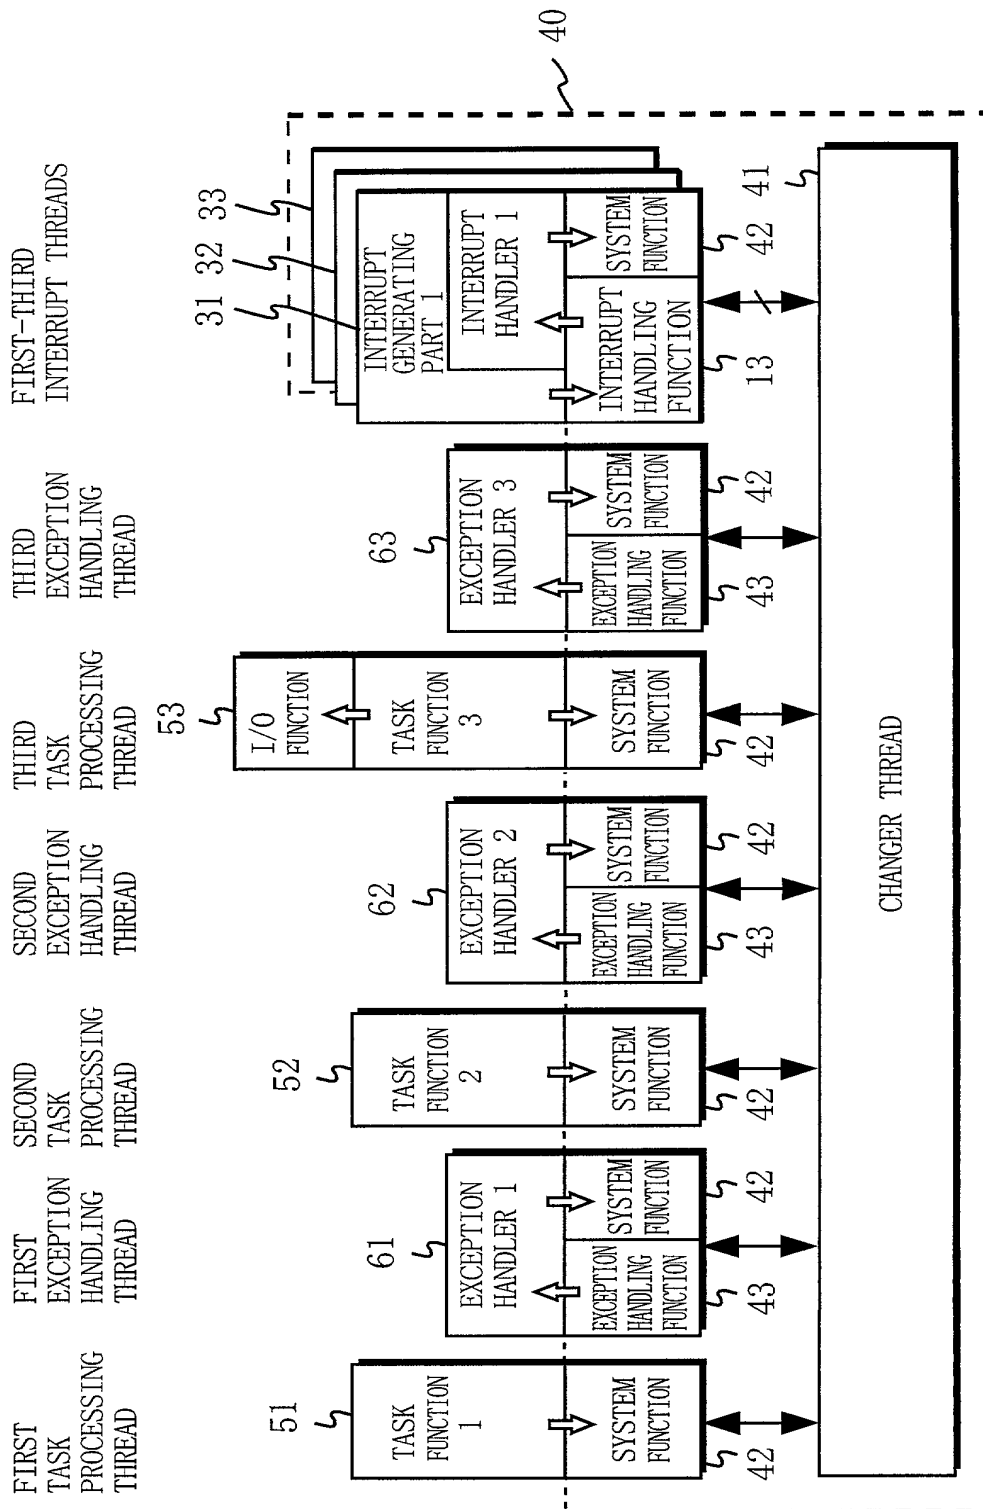 FIRST
TASK
PROCESSING
THREAD
FIRST
EXCEPTION
HANDLING
THREAD
SECOND
TASK
PROCESSING
THREAD
SECOND
EXCEPTION
HANDLING
THREAD
THIRD
TASK
PROCESSING
THREAD
THIRD
EXCEPTION
HANDLING
THREAD
FIRST-THIRD
INTERRUPT THREADS
51
TASK
FUNCTION
1
SYSTEM
FUNCTION
42
61
EXCEPTION
HANDLER 1
EXCEPTION
HANDLING
FUNCTION
SYSTEM
FUNCTION
43
42
52
TASK
FUNCTION
2
SYSTEM
FUNCTION
42
62
EXCEPTION
HANDLER 2
EXCEPTION
HANDLING
FUNCTION
SYSTEM
FUNCTION
43
42
53
I/O
FUNCTION
TASK
FUNCTION
3
SYSTEM
FUNCTION
42
63
EXCEPTION
HANDLER 3
EXCEPTION
HANDLING
FUNCTION
SYSTEM
FUNCTION
43
42
31
32
33
INTERRUPT
GENERATING
PART 1
INTERRUPT
HANDLER 1
INTERRUPT
HANDLING
FUNCTION
SYSTEM
FUNCTION
13
42
40
41
CHANGER THREAD